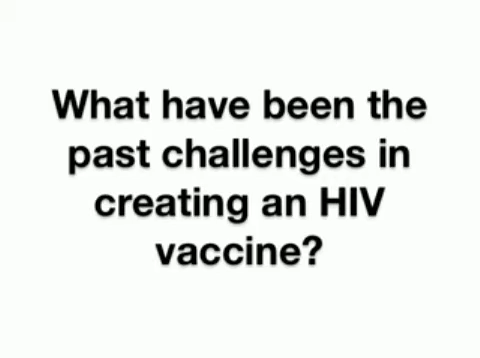 What have been the
past challenges in
creating an HIV
vaccine?